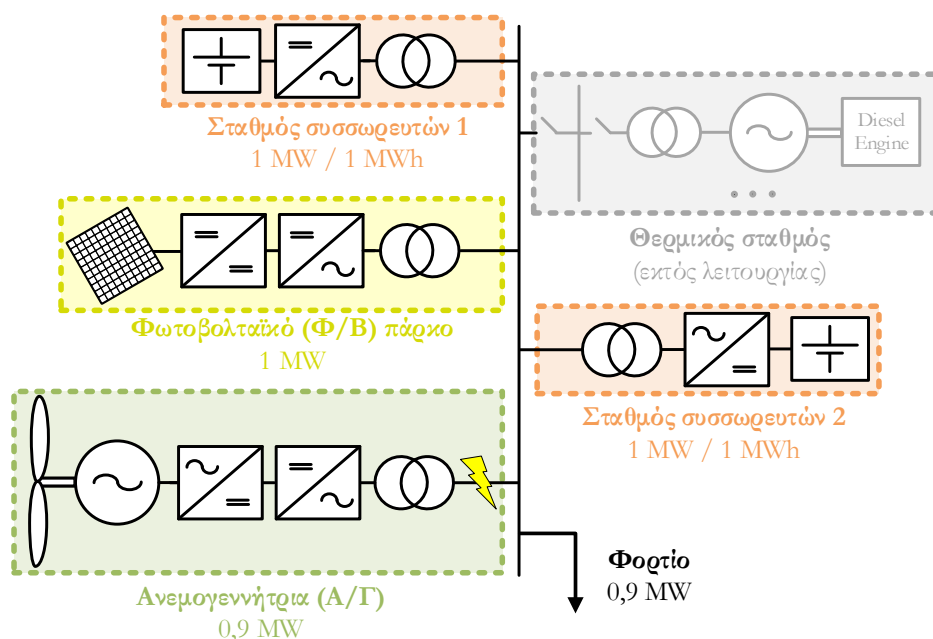 Σταθμός συσσωρευτών 1
1 MW / 1 MWh
Diesel
Engine
Θερμικός σταθμός
(εκτός λειτουργίας)
Φωτοβολταϊκό (Φ/Β) πάρκο
1 MW
Σταθμός συσσωρευτών 2
1 MW / 1 MWh
Φορτίο
0,9 MW
Ανεμογεννήτρια (Α/Γ)
0,9 MW